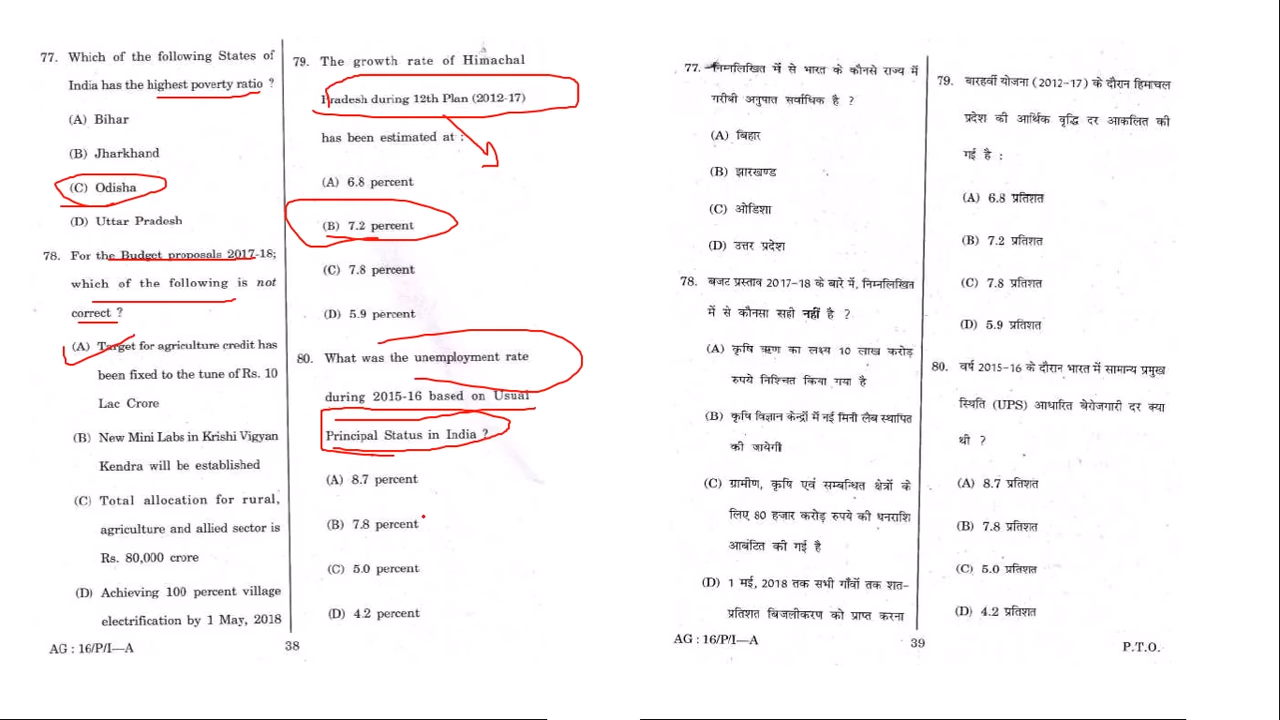 77. Which of the following States of
India has the highest poverty ratio ?
(A) Bihar
(B) Jharkhand
(C) Odisha
(D) Uttar Pradesh
78. For the Budget proposals 2017-18;
which of the following is not
correct ?
(A) Target for agriculture credit has
been fixed to the tune of Rs. 10
Lac Crore
(B) New Mini Labs in Krishi Vigyan
Kendra will be established
(C) Total allocation for rural,
agriculture and allied sector is
Rs. 80,000 crore
(D) Achieving 100 percent village
electrification by 1 May, 2018
AG : 16/P/I—A
79. The growth rate of Himachal
Pradesh during 12th Plan (2012-17)
has been estimated at :
(A) 6.8 percent
(B) 7.2 percent
(C) 7.8 percent
(D) 5.9 percent
80. What was the unemployment rate
during 2015-16 based on Usual
Principal Status in India ?
(A) 8.7 percent
(B) 7.8 percent
(C) 5.0 percent
(D) 4.2 percent
38
77. निम्नलिखित में से भारत के कौनसे राज्य में
गरीबी अनुपात सर्वाधिक है ?
(A) बिहार
(B) झारखण्ड
(C) ओडिशा
(D) उत्तर प्रदेश
78. बजट प्रस्ताव 2017-18 के बारे में, निम्नलिखित
में से कौनसा सही नहीं है ?
(A) कृषि ऋण का लक्ष्य 10 लाख करोड़
रुपये निश्चित किया गया है
(B) कृषि विज्ञान केन्द्रों में नई मिनी लैब स्थापित
की जायेगी
(C) ग्रामीण, कृषि एवं सम्बन्धित क्षेत्रों के
लिए 80 हजार करोड़ रुपये की धनराशि
आबंटित की गई है
(D) 1 मई, 2018 तक सभी गाँवों तक शत-
प्रतिशत बिजलीकरण को प्राप्त करना
AG : 16/P/I—A
39
79. बारहवीं योजना (2012-17) के दौरान हिमाचल
प्रदेश की आर्थिक वृद्धि दर आकलित की
गई है :
(A) 6.8 प्रतिशत
(B) 7.2 प्रतिशत
(C) 7.8 प्रतिशत
(D) 5.9 प्रतिशत
80. वर्ष 2015-16 के दौरान भारत में सामान्य प्रमुख
स्थिति (UPS) आधारित बेरोजगारी दर क्या
थी ?
(A) 8.7 प्रतिशत
(B) 7.8 प्रतिशत
(C) 5.0 प्रतिशत
(D) 4.2 प्रतिशत
P.T.O.